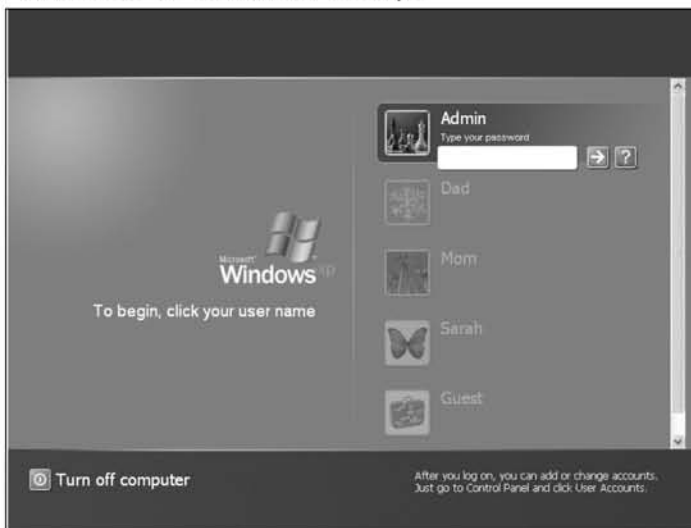 Admin
Type your password
?
Dad
Microsoft
Windows xp
Mom
To begin, click your user name
Sarah
Guest
Turn off computer
After you log on, you can add or change accounts.
Just go to Control Panel and click User Accounts.